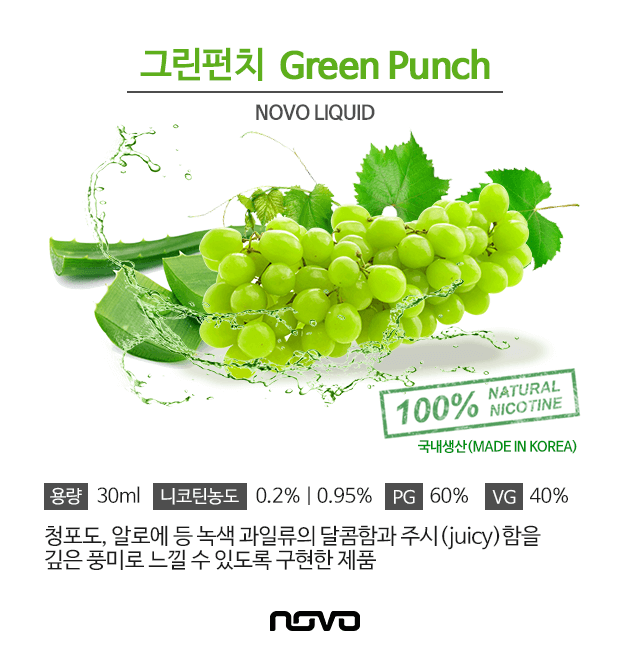 그린펀치 Green Punch
NOVO LIQUID
100% NATURAL NICOTINE
국내생산(MADE IN KOREA)
용량 30ml 니코틴농도 0.2% | 0.95% PG 60% VG 40%
청포도, 알로에 등 녹색 과일류의 달콤함과 주시(juicy)함을
깊은 풍미로 느낄 수 있도록 구현한 제품
novo